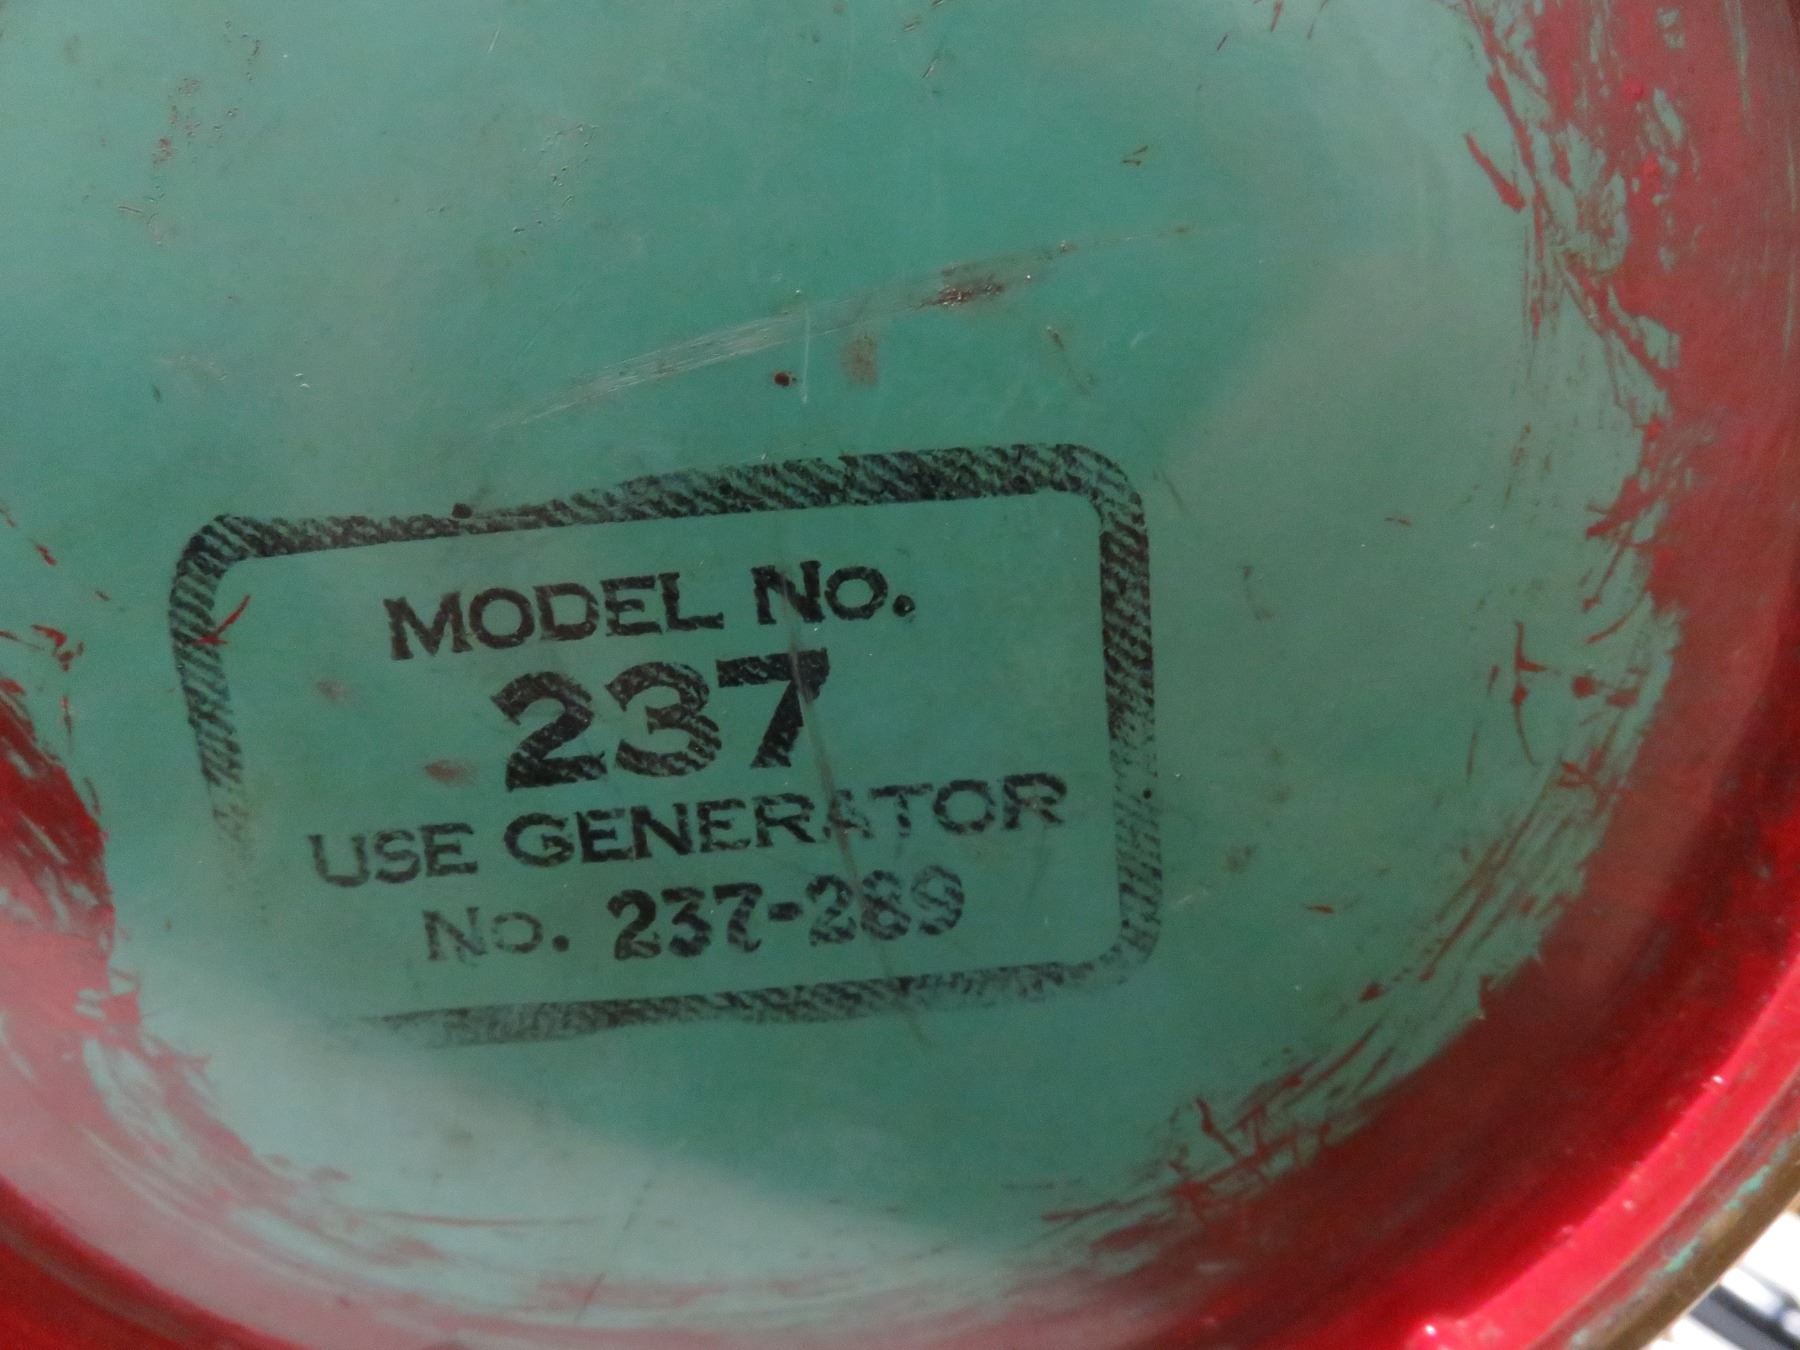 MODEL NO.
237
USE GENERATOR
NO. 237-289